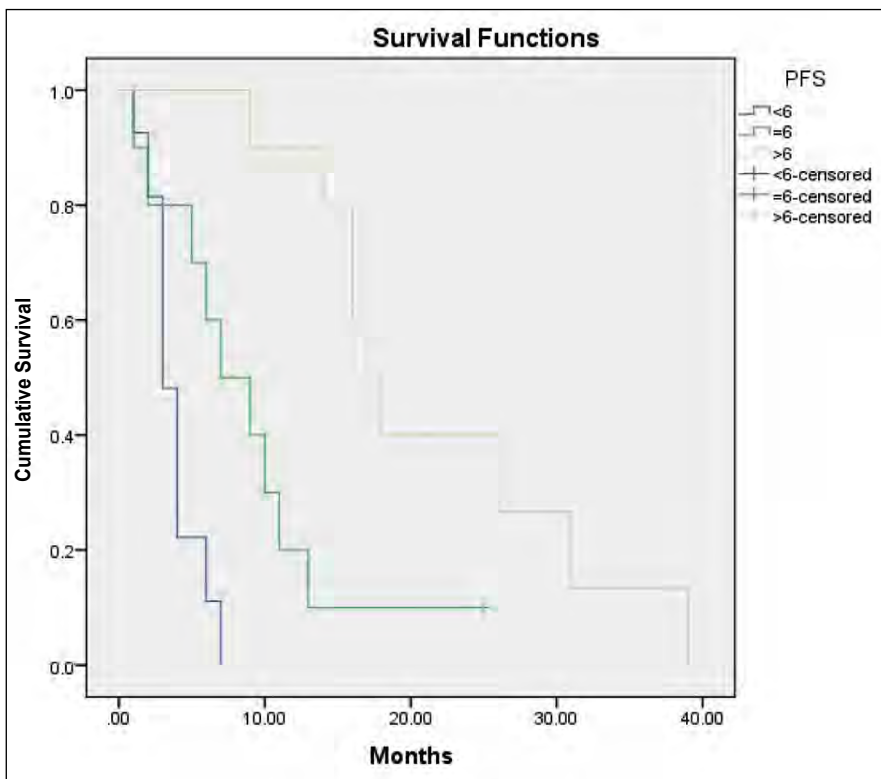 Survival Functions
PFS
<6
=6
>6
<6-censored
=6-censored
>6-censored
Cumulative Survival
1.0
0.8
0.6
0.4
0.2
0.0
.00 10.00 20.00 30.00 40.00
Months